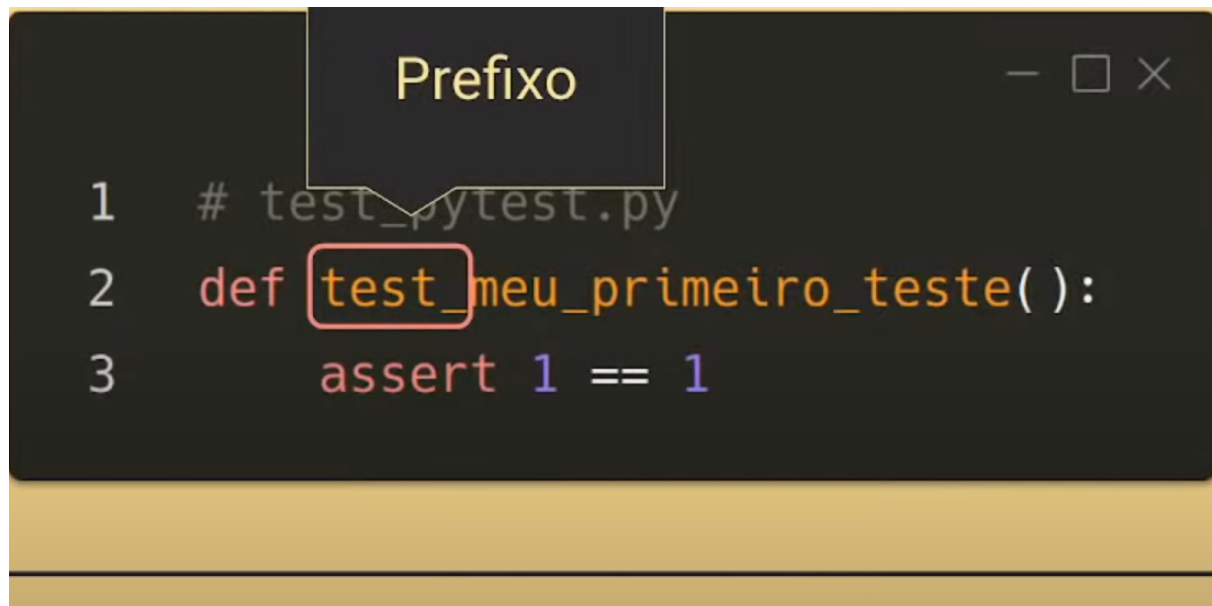 Prefixo
1 # test_pytest.py
2 def test_meu_primeiro_teste():
3 assert 1 == 1